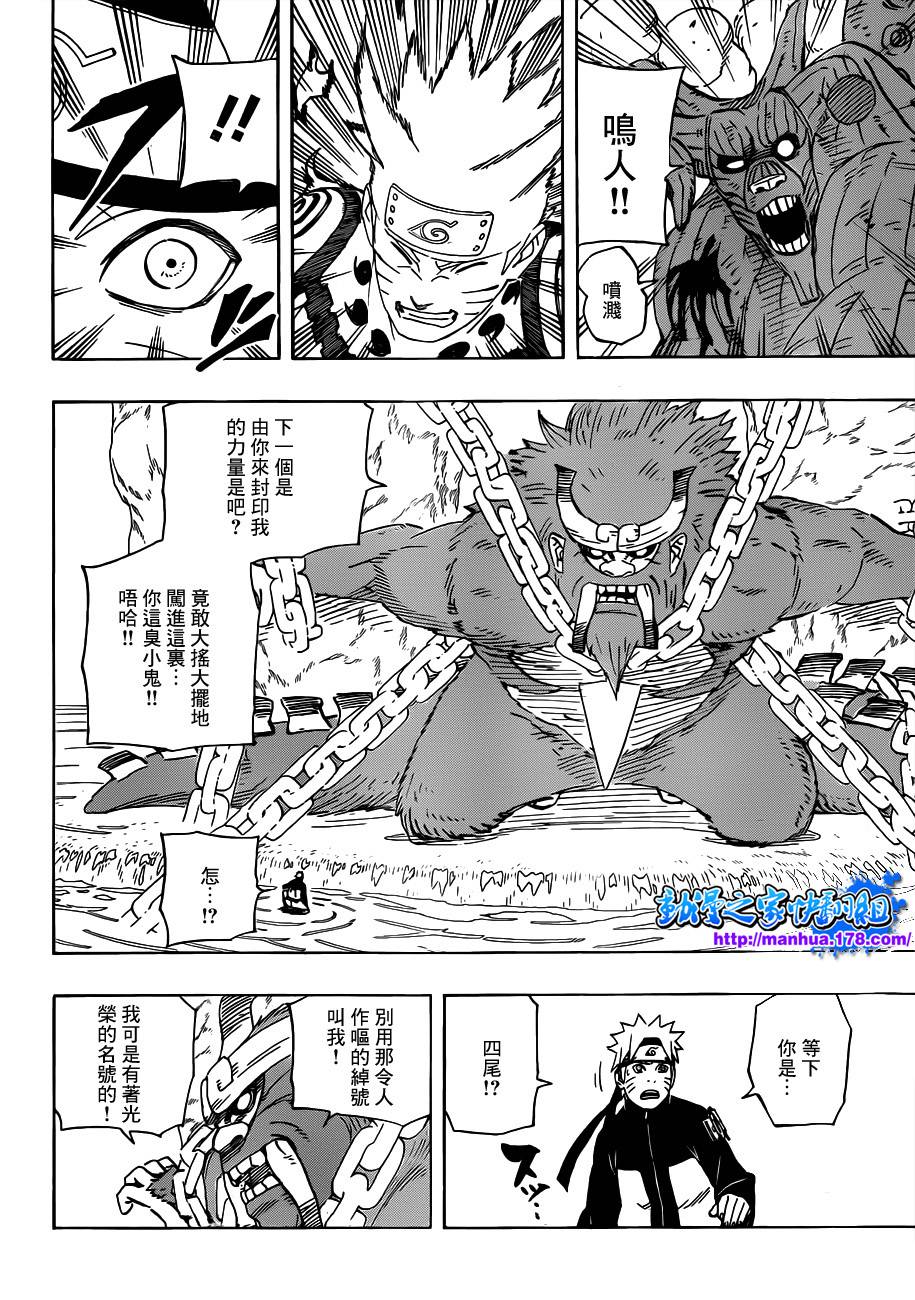 鳴人!!
噴濺
!!
下一個是
由你來封印我
的力量是吧?
竟敢大搖大擺地
闖進這裏…
你這臭小鬼!!
唔哈!!
怎…!?
動漫之家快翻組
http://manhua.178.com/
等下
你是…
四尾!?
スッ…
別用那令人
作嘔的綽號
叫我!
我可是有著光
榮的名號的!